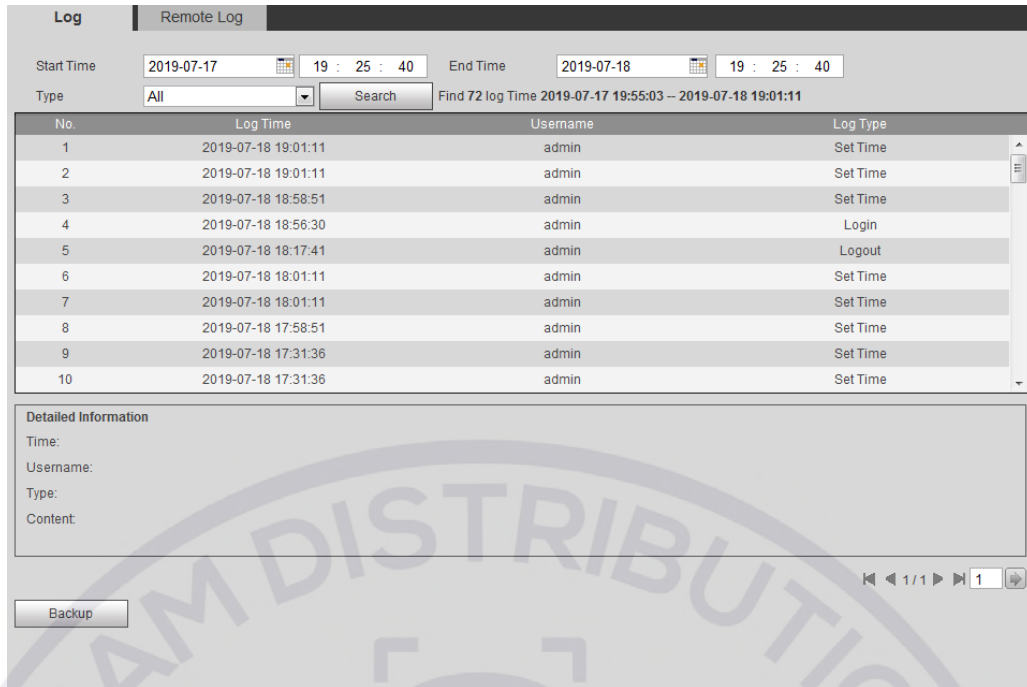 Log Remote Log
Start Time 2019-07-17 19 : 25 : 40 End Time 2019-07-18 19 : 25 : 40
Type All Search Find 72 log Time 2019-07-17 19:55:03 -- 2019-07-18 19:01:11
No. Log Time Username Log Type
1 2019-07-18 19:01:11 admin Set Time
2 2019-07-18 19:01:11 admin Set Time
3 2019-07-18 18:58:51 admin Set Time
4 2019-07-18 18:56:30 admin Login
5 2019-07-18 18:17:41 admin Logout
6 2019-07-18 18:01:11 admin Set Time
7 2019-07-18 18:01:11 admin Set Time
8 2019-07-18 17:58:51 admin Set Time
9 2019-07-18 17:31:36 admin Set Time
10 2019-07-18 17:31:36 admin Set Time
Detailed Information
Time:
Username:
Type:
Content:
1/1 1
Backup
AM DISTRIBUTIO